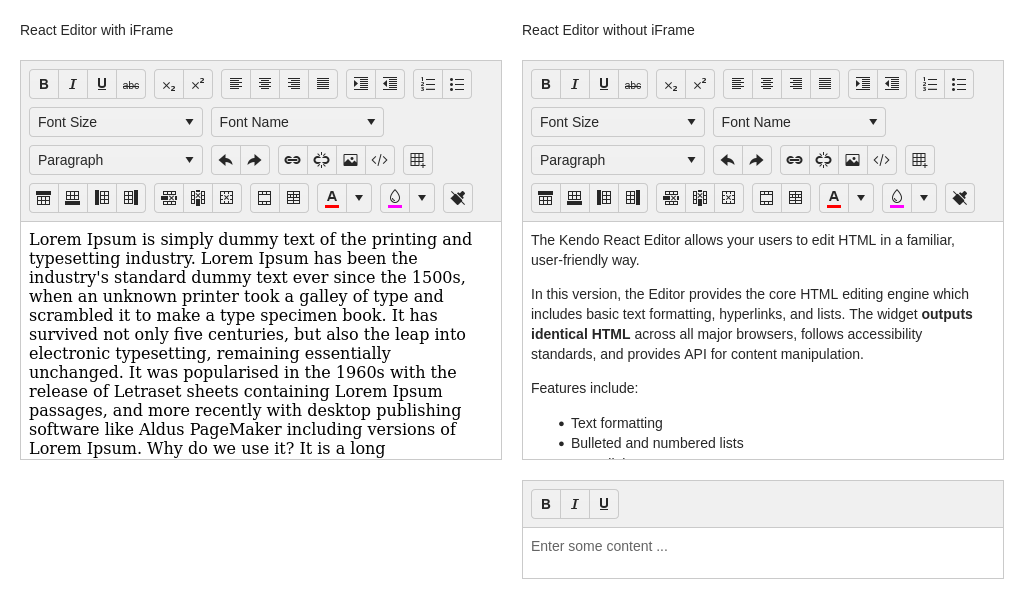 React Editor with iFrame
B I U abc x₂ x²
Font Size Font Name
Paragraph
A
Lorem Ipsum is simply dummy text of the printing and
typesetting industry. Lorem Ipsum has been the
industry's standard dummy text ever since the 1500s,
when an unknown printer took a galley of type and
scrambled it to make a type specimen book. It has
survived not only five centuries, but also the leap into
electronic typesetting, remaining essentially
unchanged. It was popularised in the 1960s with the
release of Letraset sheets containing Lorem Ipsum
passages, and more recently with desktop publishing
software like Aldus PageMaker including versions of
Lorem Ipsum. Why do we use it? It is a long
React Editor without iFrame
B I U abc x₂ x²
Font Size Font Name
Paragraph
A
The Kendo React Editor allows your users to edit HTML in a familiar,
user-friendly way.
In this version, the Editor provides the core HTML editing engine which
includes basic text formatting, hyperlinks, and lists. The widget outputs
identical HTML across all major browsers, follows accessibility
standards, and provides API for content manipulation.
Features include:
• Text formatting
• Bulleted and numbered lists
B I U
Enter some content ...